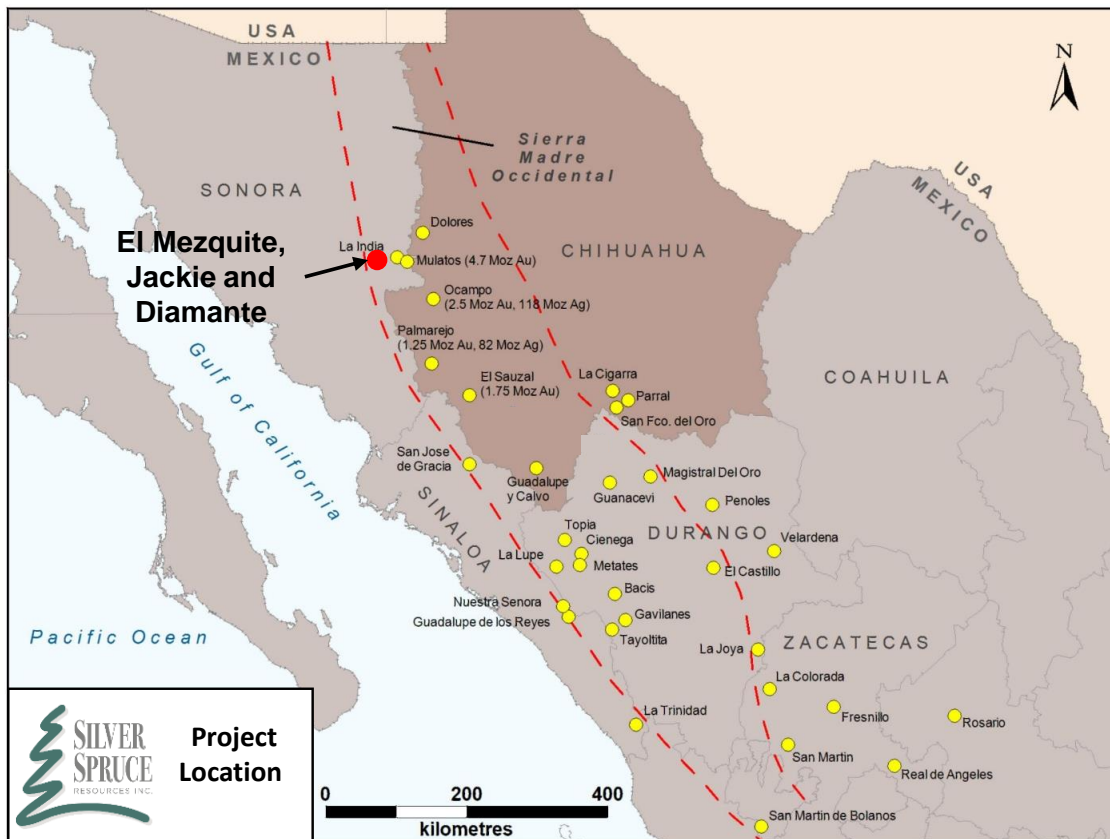 USA
MEXICO
N
Sierra
Madre
Occidental
USA
MEXICO
SONORA
CHIHUAHUA
COAHUILA
Dolores
La India
Mulatos (4.7 Moz Au)
El Mezquite,
Jackie and
Diamante
Ocampo
(2.5 Moz Au, 118 Moz Ag)
Palmarejo
(1.25 Moz Au, 82 Moz Ag)
El Sauzal
(1.75 Moz Au)
La Cigarra
Parral
San Fco. del Oro
Gulf of California
San Jose
de Gracia
Guadalupe
y Calvo
Guanacevi
Magistral Del Oro
Penoles
SINALOA
DURANGO
Topia
Cienega
La Lupe
Metates
Velardena
El Castillo
Bacis
Nuestra Senora
Gavilanes
Guadalupe de los Reyes
Tayoltita
Pacific Ocean
La Joya
ZACATECAS
La Colorada
La Trinidad
Fresnillo
Rosario
San Martin
Real de Angeles
San Martin de Bolanos
SILVER
SPRUCE
RESOURCES INC.
Project
Location
0 200 400
kilometres